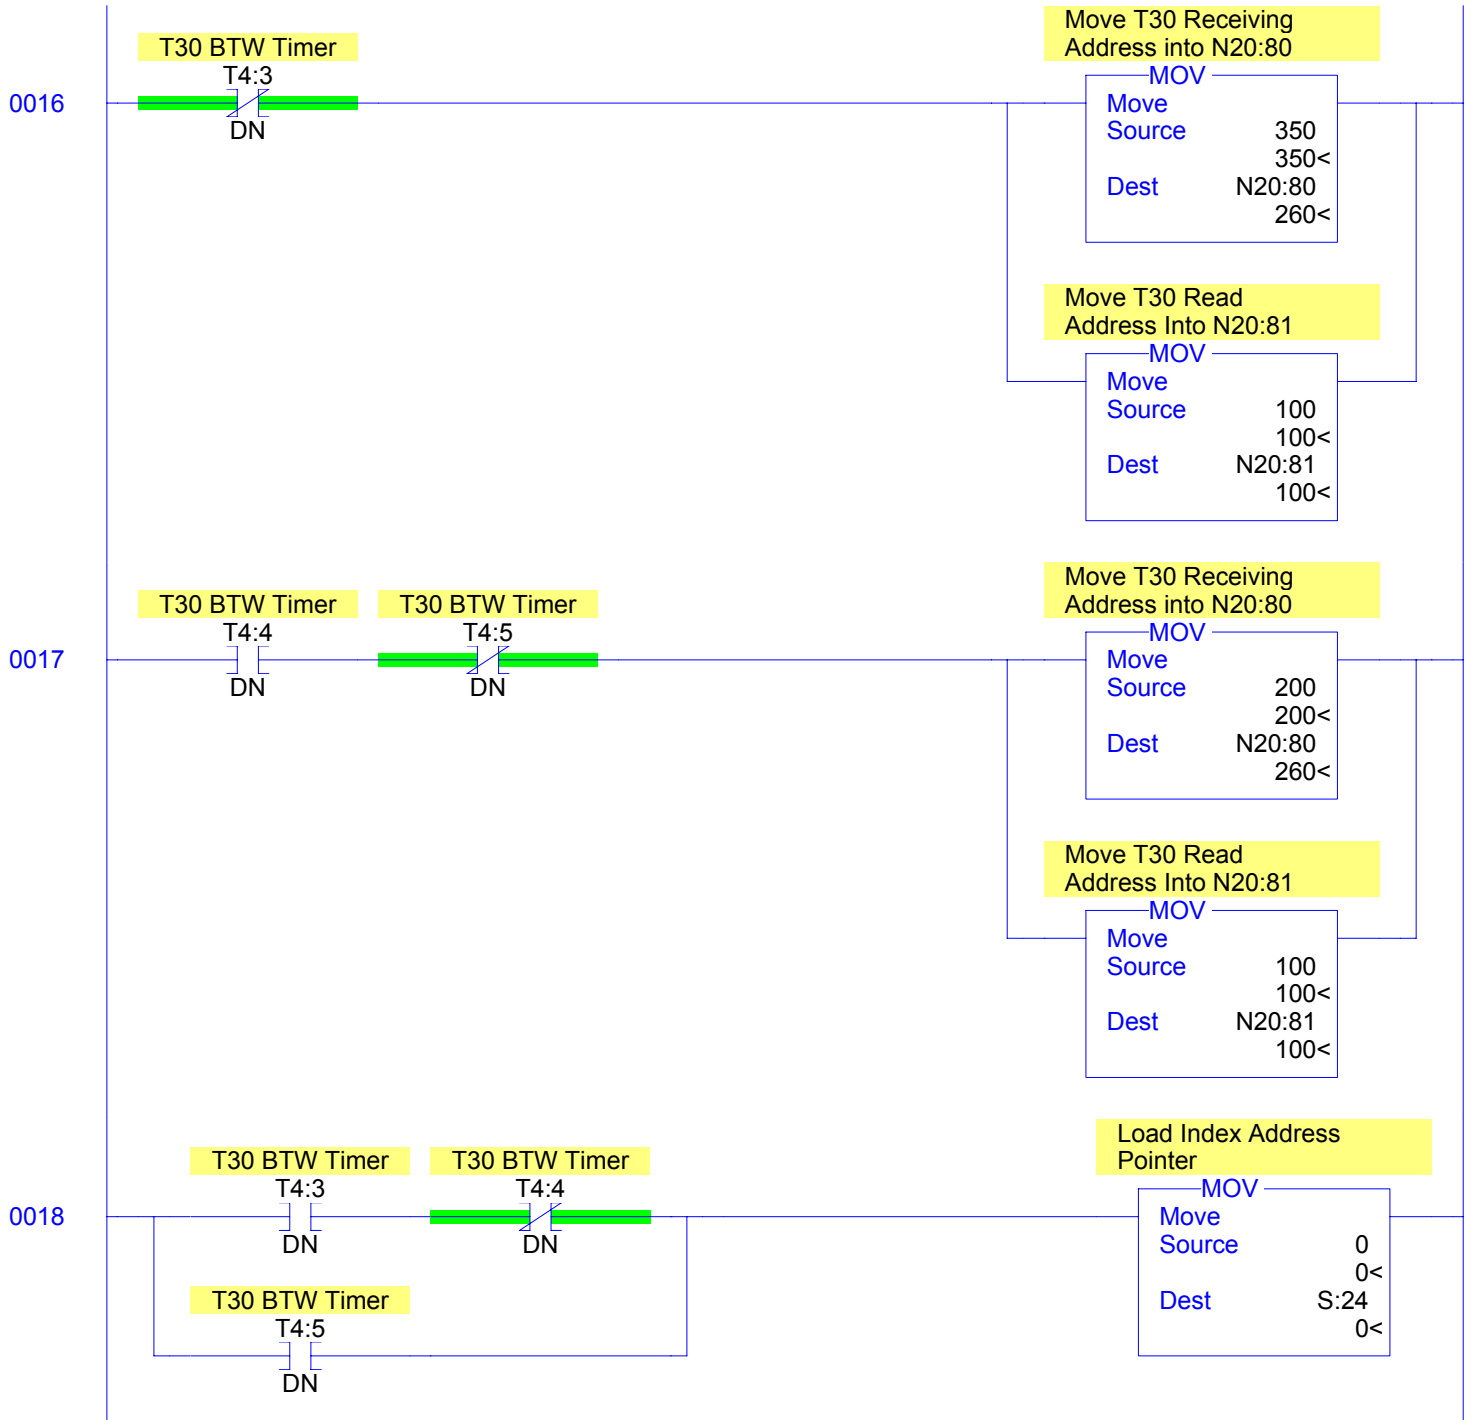 0016
T30 BTW Timer
T4:3
DN
Move T30 Receiving
Address into N20:80
MOV
Move
Source 350
350<
Dest N20:80
260<
Move T30 Read
Address Into N20:81
MOV
Move
Source 100
100<
Dest N20:81
100<
0017
T30 BTW Timer
T4:4
DN
T30 BTW Timer
T4:5
DN
Move T30 Receiving
Address into N20:80
MOV
Move
Source 200
200<
Dest N20:80
260<
Move T30 Read
Address Into N20:81
MOV
Move
Source 100
100<
Dest N20:81
100<
0018
T30 BTW Timer
T4:3
DN
T30 BTW Timer
T4:4
DN
T30 BTW Timer
T4:5
DN
Load Index Address
Pointer
MOV
Move
Source 0
0<
Dest S:24
0<